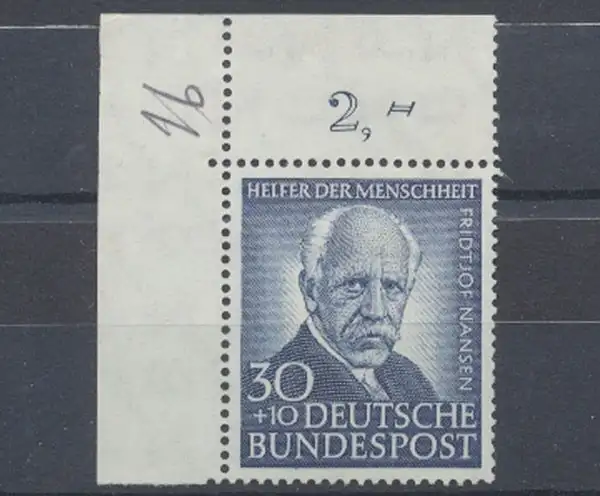 2,–
HELFER DER MENSCHHEIT
FRIDTJOF NANSEN
30
+10 DEUTSCHE
BUNDESPOST